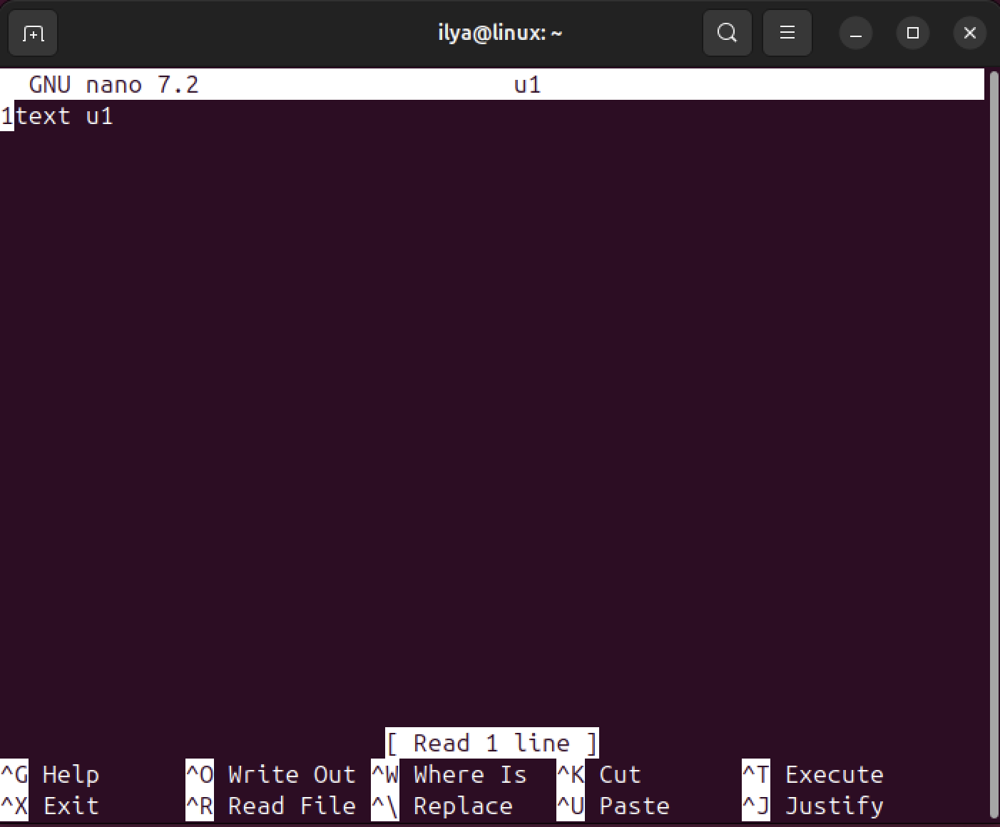 ilya@linux: ~
GNU nano 7.2 u1
1text u1
[ Read 1 line ]
^G Help ^O Write Out ^W Where Is ^K Cut ^T Execute
^X Exit ^R Read File ^\ Replace ^U Paste ^J Justify